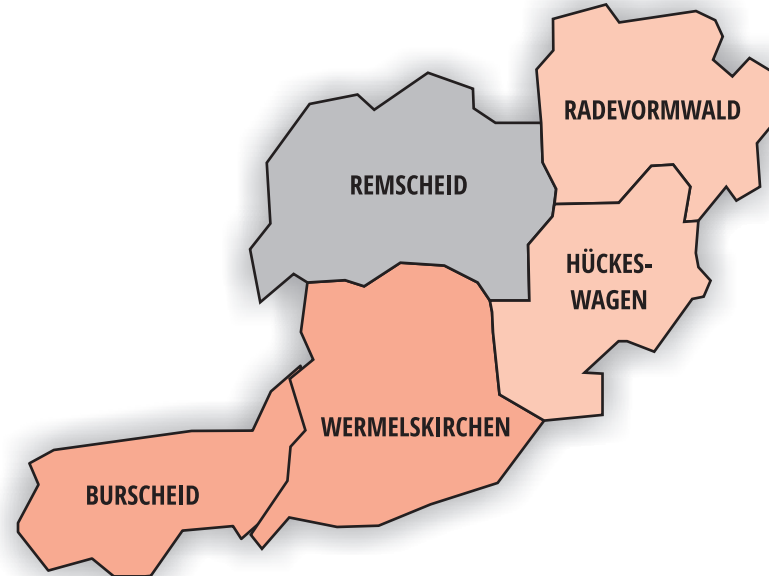 RADEVORMWALD
REMSCHEID
HÜCKES-
WAGEN
WERMELSKIRCHEN
BURSCHEID